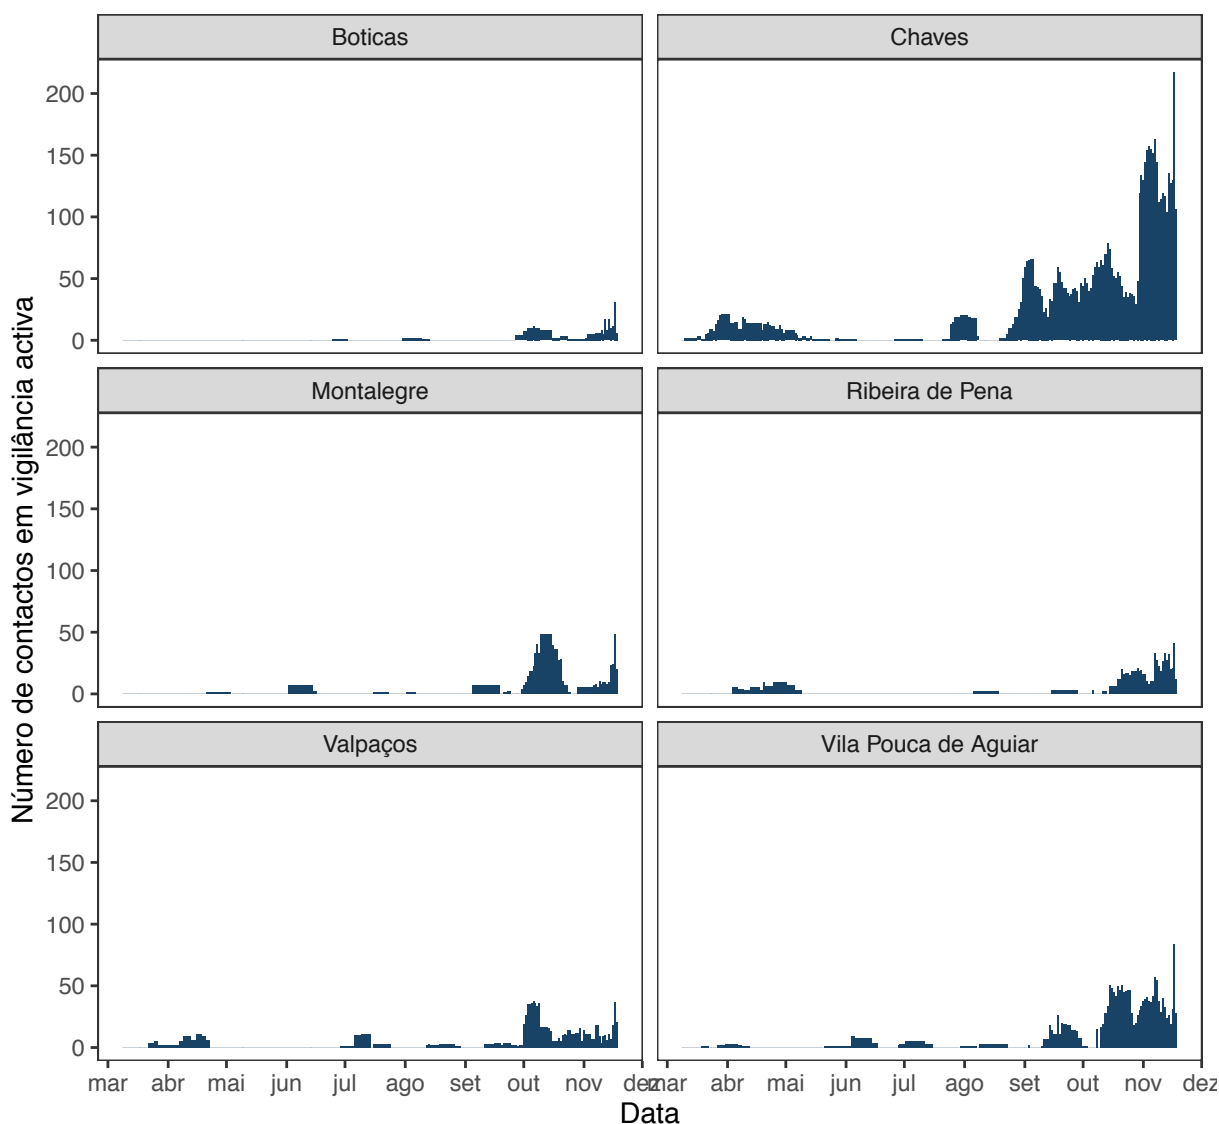 Número de contactos em vigilância activa
Boticas
Chaves
200
150
100
50
0
Montalegre
Ribeira de Pena
200
150
100
50
0
Valpaços
Vila Pouca de Aguiar
200
150
100
50
0
mar abr mai jun jul ago set out nov dez
mar abr mai jun jul ago set out nov dez
Data